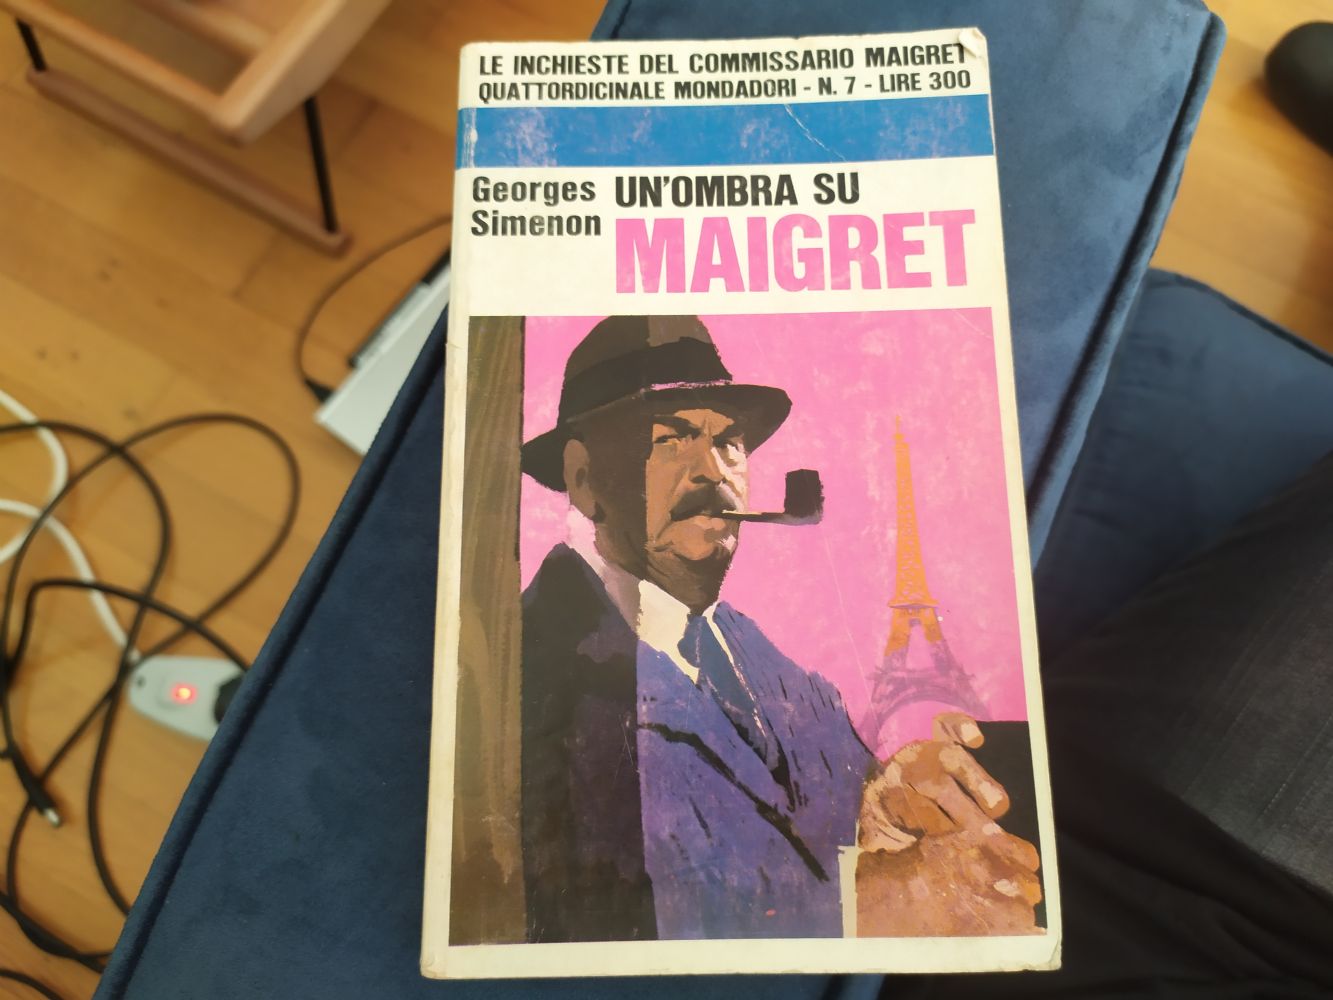 LE INCHIESTE DEL COMMISSARIO MAIGRET
QUATTORDICINALE MONDADORI - N. 7 - LIRE 300
Georges
Simenon
UN'OMBRA SU
MAIGRET